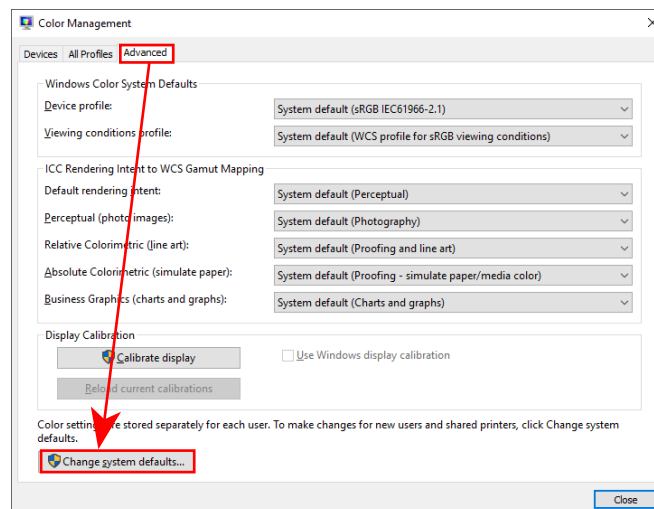 Color Management
Devices All Profiles Advanced
Windows Color System Defaults
Device profile: System default (sRGB IEC61966-2.1)
Viewing conditions profile: System default (WCS profile for sRGB viewing conditions)
ICC Rendering Intent to WCS Gamut Mapping
Default rendering intent: System default (Perceptual)
Perceptual (photo images): System default (Photography)
Relative Colorimetric (line art): System default (Proofing and line art)
Absolute Colorimetric (simulate paper): System default (Proofing - simulate paper/media color)
Business Graphics (charts and graphs): System default (Charts and graphs)
Display Calibration
Calibrate display Use Windows display calibration
Reload current calibrations
Color settings are stored separately for each user. To make changes for new users and shared printers, click Change system
defaults.
Change system defaults...
Close